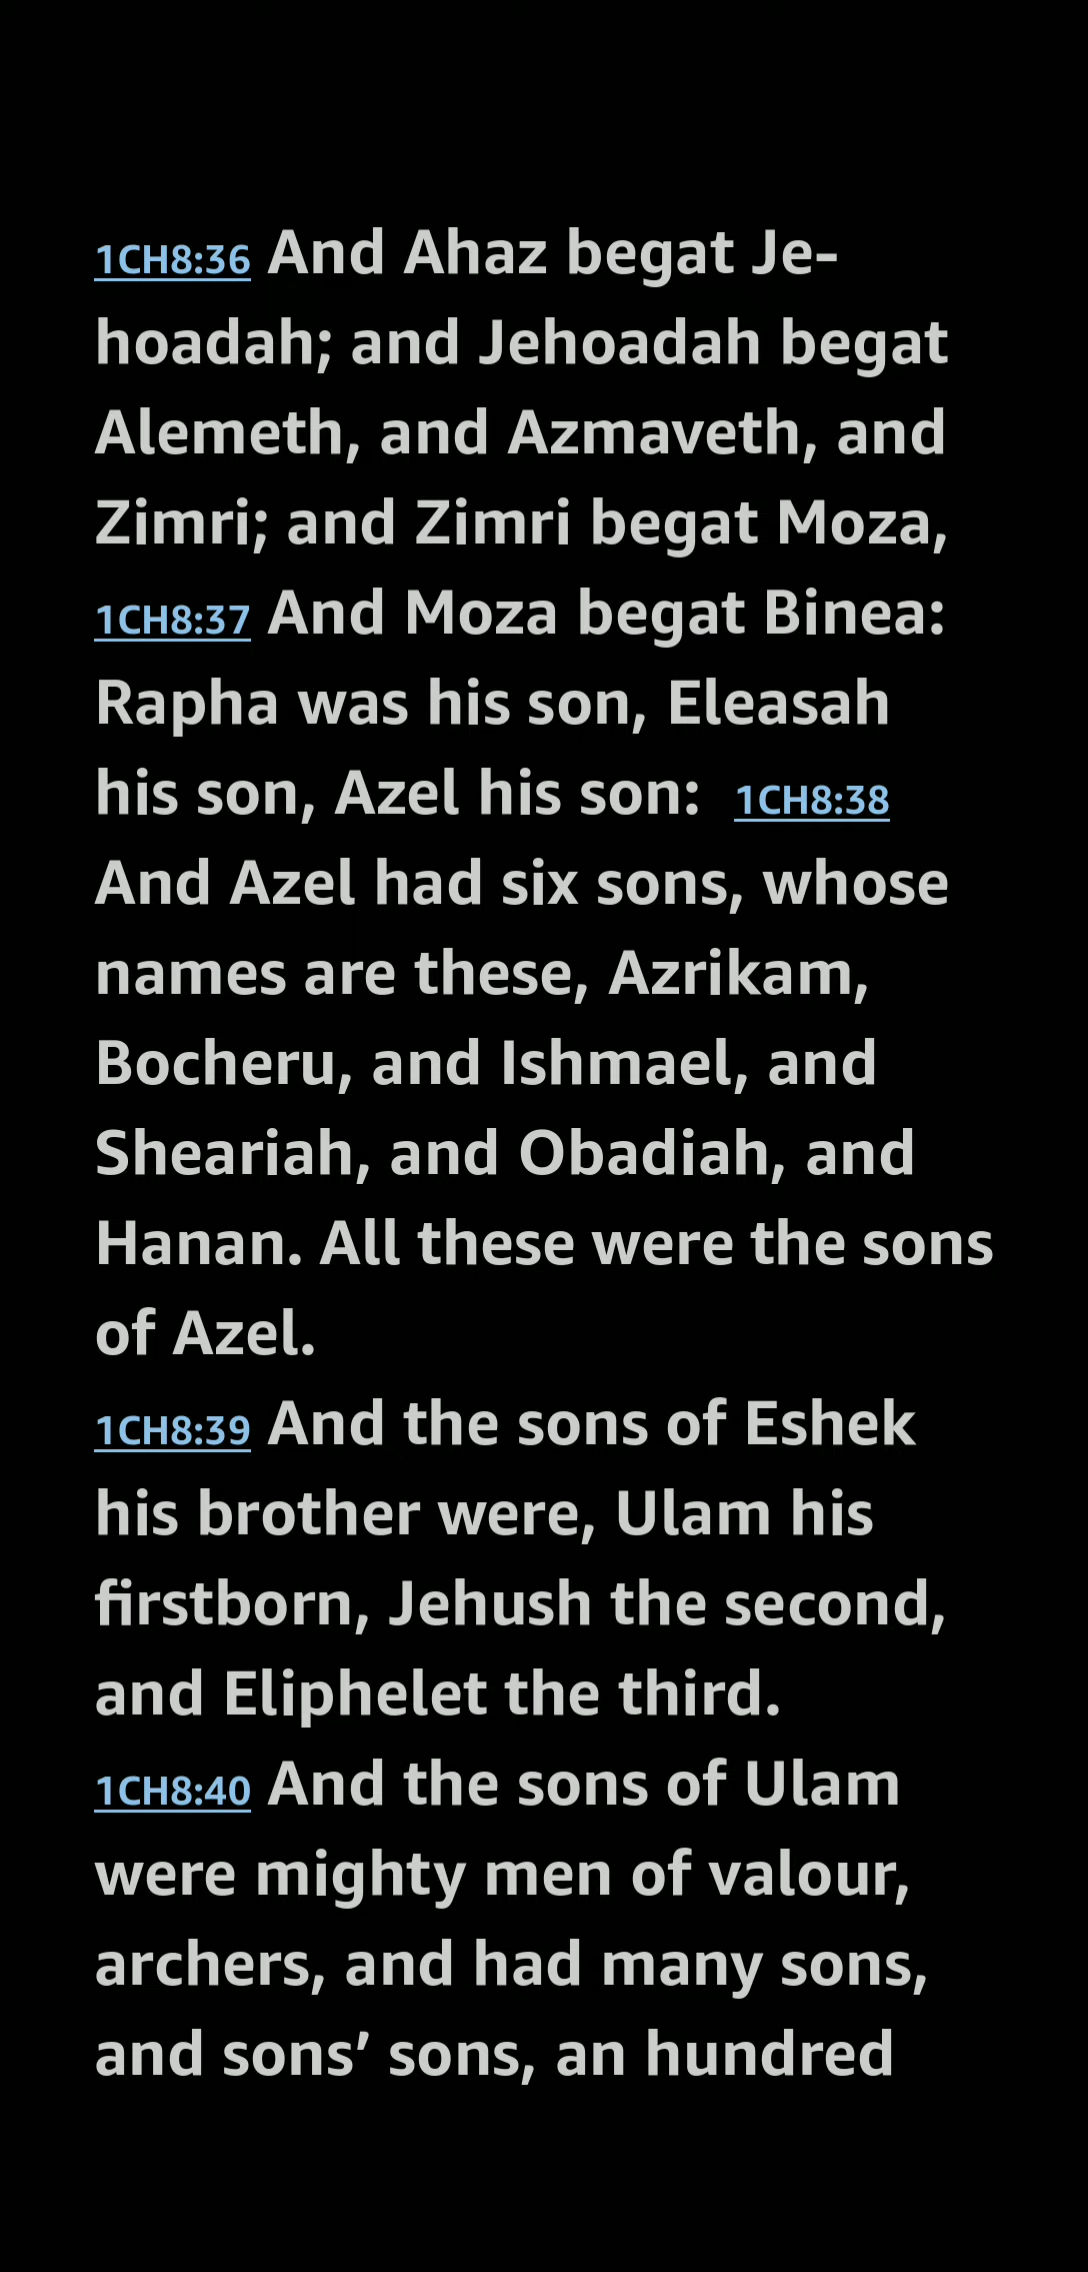 1CH8:36 And Ahaz begat Je-
hoadah; and Jehoadah begat
Alemeth, and Azmaveth, and
Zimri; and Zimri begat Moza,
1CH8:37 And Moza begat Binea:
Rapha was his son, Eleasah
his son, Azel his son: 1CH8:38
And Azel had six sons, whose
names are these, Azrikam,
Bocheru, and Ishmael, and
Sheariah, and Obadiah, and
Hanan. All these were the sons
of Azel.
1CH8:39 And the sons of Eshek
his brother were, Ulam his
firstborn, Jehush the second,
and Eliphelet the third.
1CH8:40 And the sons of Ulam
were mighty men of valour,
archers, and had many sons,
and sons’ sons, an hundred